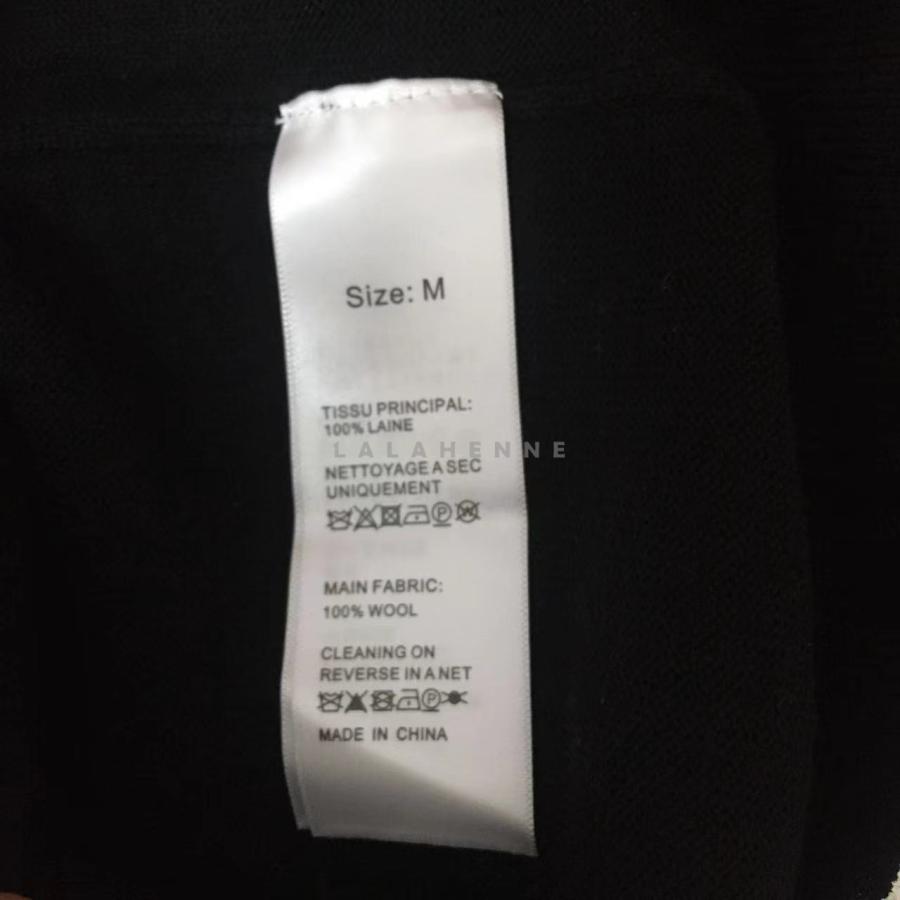 Size: M
TISSU PRINCIPAL:
100% LAINE
LALAHENNE
NETTOYAGE A SEC
UNIQUEMENT
MAIN FABRIC:
100% WOOL
CLEANING ON
REVERSE IN A NET
MADE IN CHINA